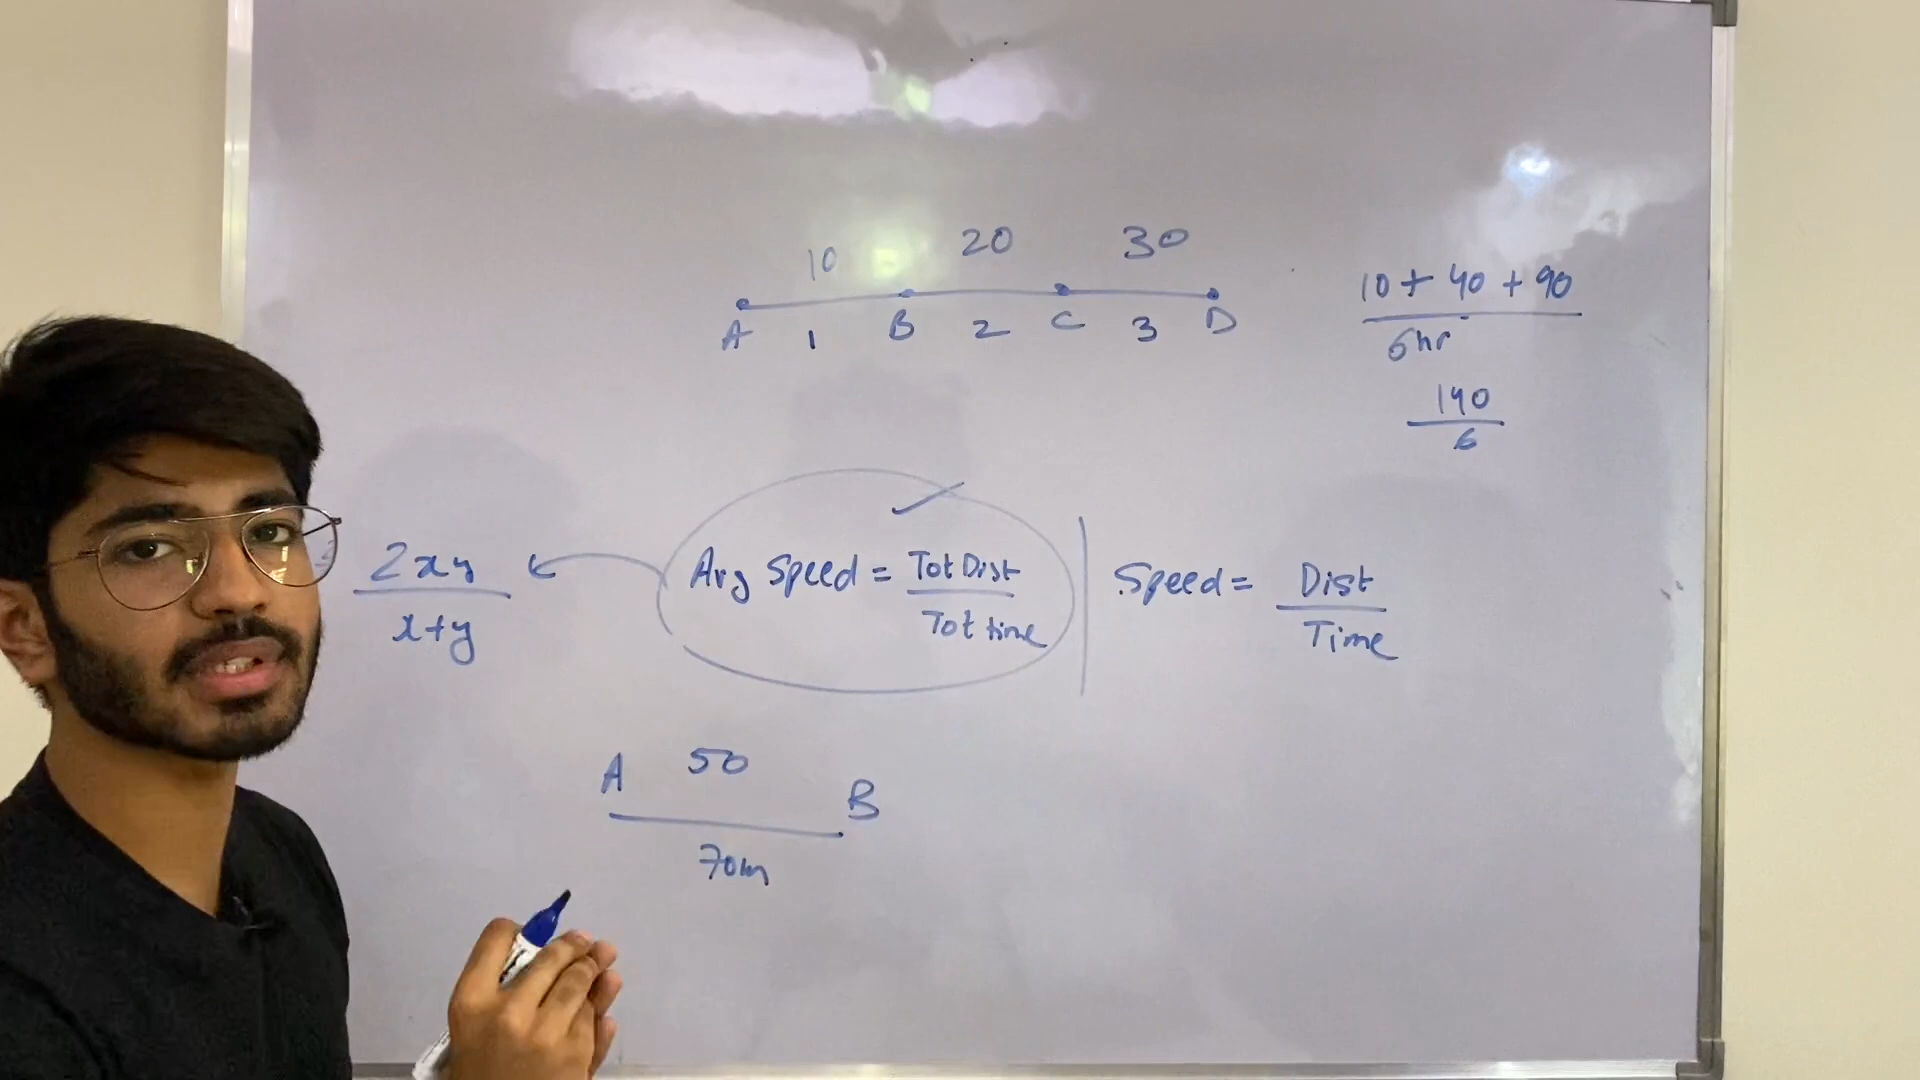 10 20 30
A 1 B 2 C 3 D
10 + 40 + 90
6hr
140
6
2xy
x+y
Avg Speed = Tot Dist
Tot time
Speed = Dist
Time
A 50 B
70m